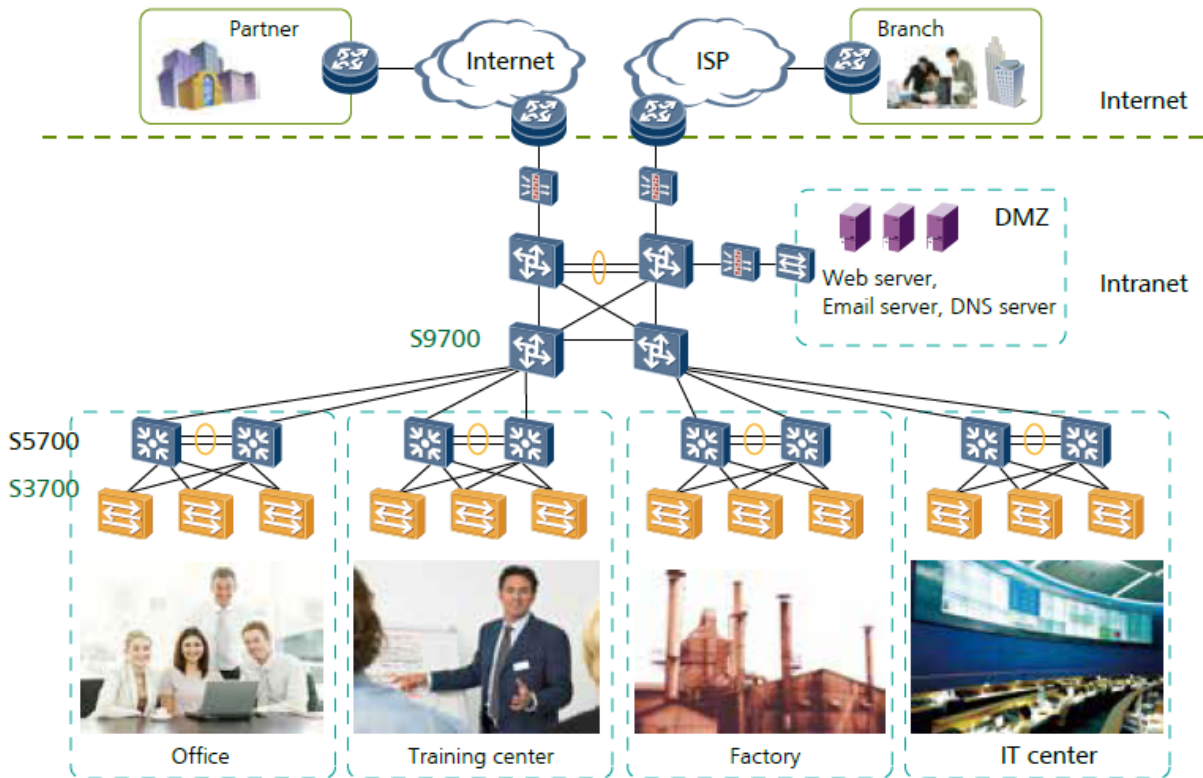 Partner
Internet
ISP
Branch
Internet
DMZ
Web server,
Email server, DNS server
Intranet
S9700
S5700
S3700
Office
Training center
Factory
IT center